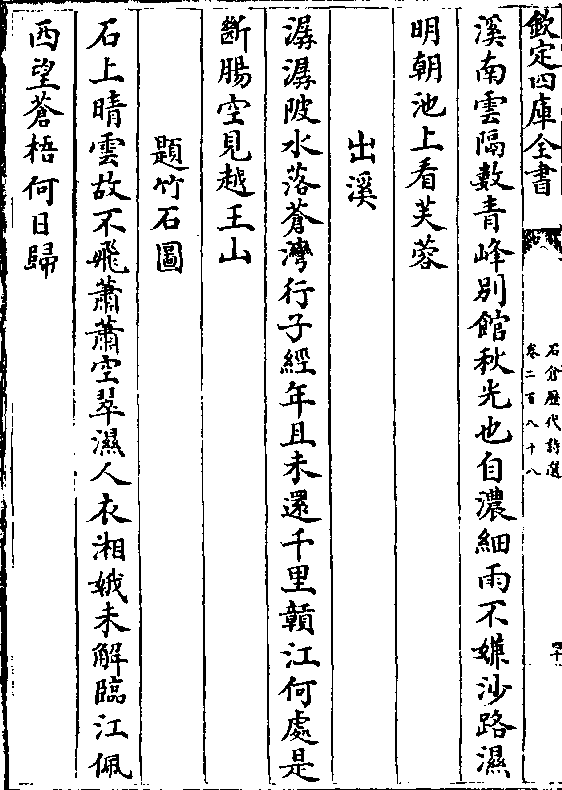 欽定四庫全書
石倉歷代詩選
卷二百八十八
四十
溪南雲隔數青峰別館秋光也自濃細雨不嫌沙路濕
明朝池上看芙蓉
出溪
潺潺陂水落蒼灣行子經年且未還千里贛江何處是
斷腸空見越王山
題竹石圖
石上晴雲故不飛蕭蕭空翠濕人衣湘娥未解臨江佩
西望蒼梧何日歸